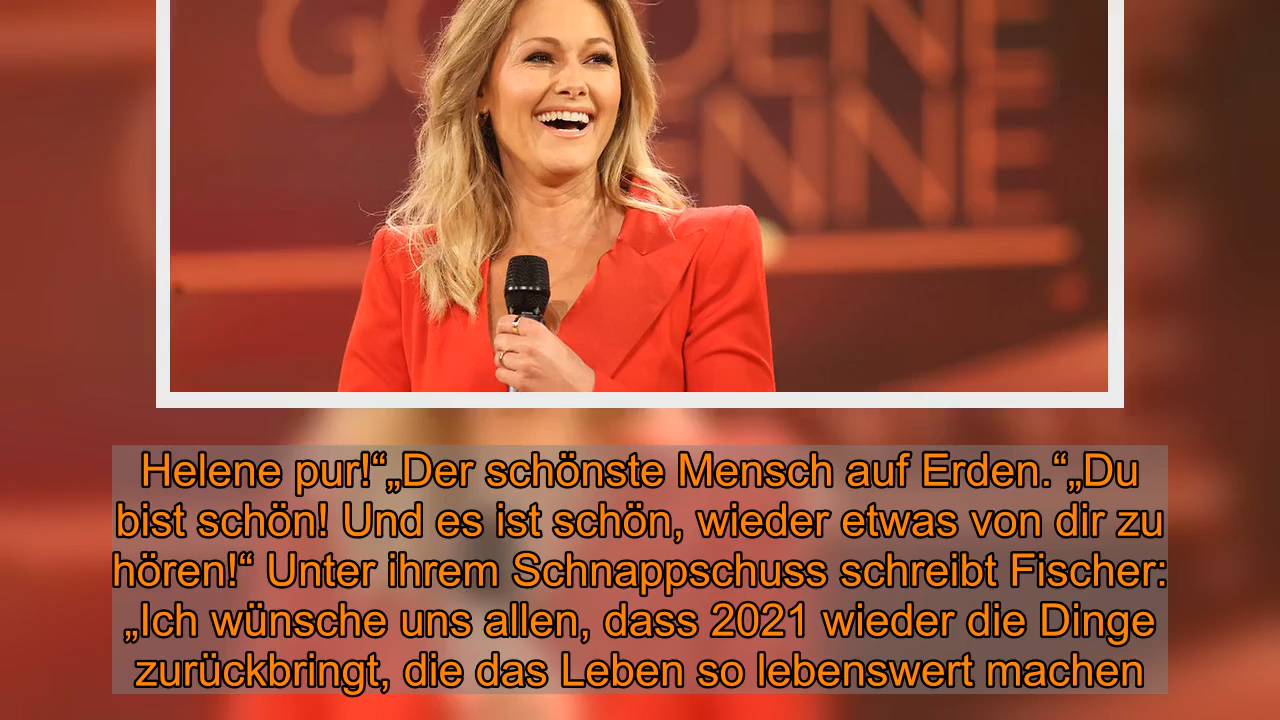 GOLDENE
HENNE
Helene pur!“„Der schönste Mensch auf Erden.“„Du
bist schön! Und es ist schön, wieder etwas von dir zu
hören!“ Unter ihrem Schnappschuss schreibt Fischer:
„Ich wünsche uns allen, dass 2021 wieder die Dinge
zurückbringt, die das Leben so lebenswert machen